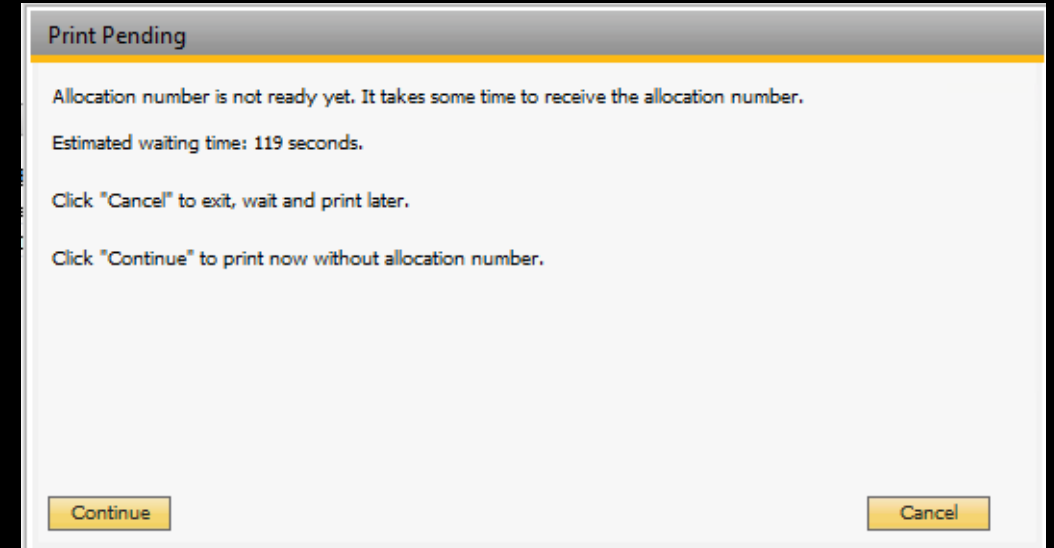 Print Pending
Allocation number is not ready yet. It takes some time to receive the allocation number.
Estimated waiting time: 119 seconds.
Click "Cancel" to exit, wait and print later.
Click "Continue" to print now without allocation number.
Continue
Cancel